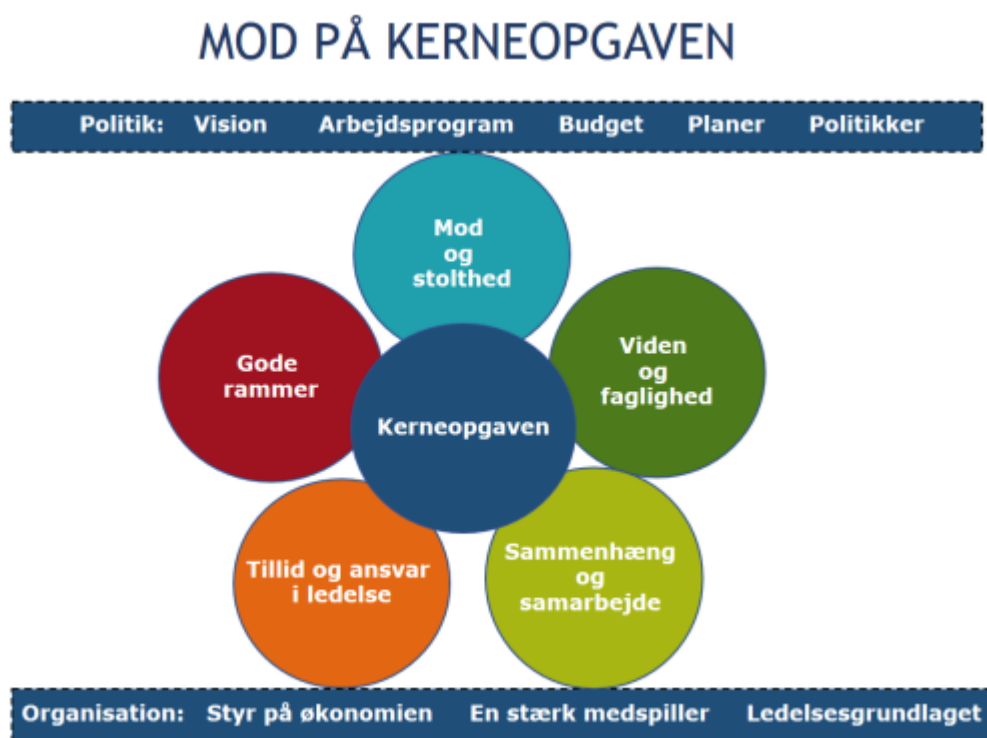 MOD PÅ KERNEOPGAVEN
Politik: Vision Arbejdsprogram Budget Planer Politikker
Mod
og
stolthed
Viden
og
faglighed
Gode
rammer
Kerneopgaven
Sammenhæng
og
samarbejde
Tillid og ansvar
i ledelse
Organisation: Styr på økonomien En stærk medspiller Ledelsesgrundlaget